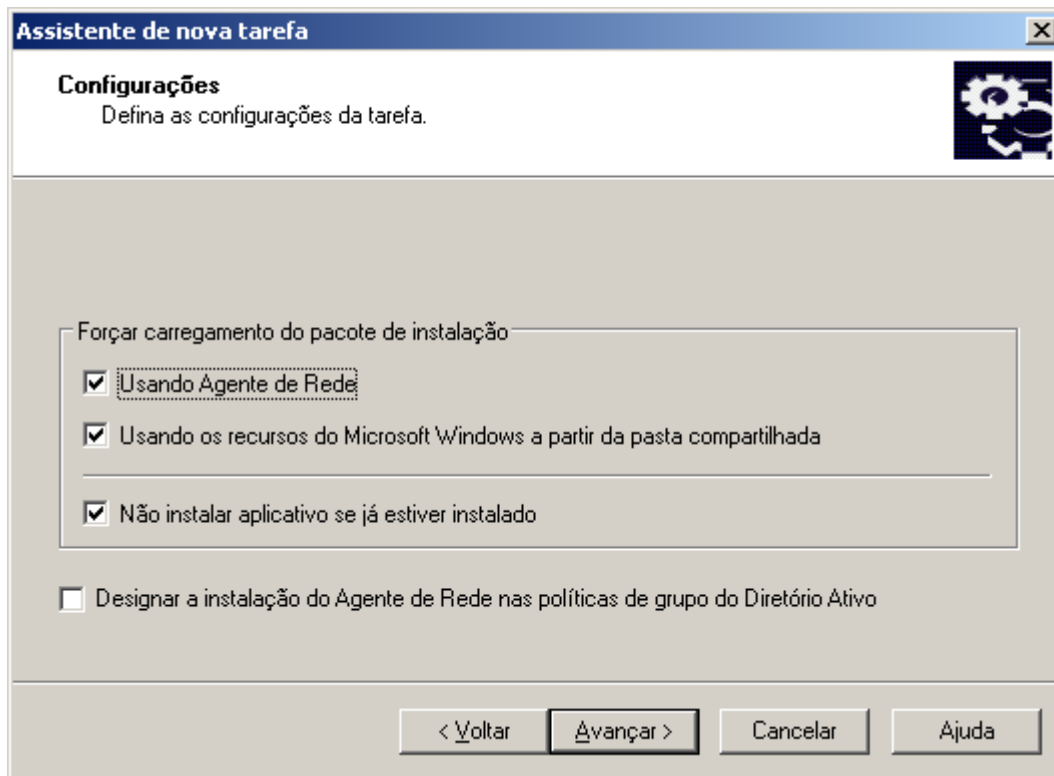 Assistente de nova tarefa
Configurações
Defina as configurações da tarefa.
Forçar carregamento do pacote de instalação
Usando Agente de Rede
Usando os recursos do Microsoft Windows a partir da pasta compartilhada
Não instalar aplicativo se já estiver instalado
Designar a instalação do Agente de Rede nas políticas de grupo do Diretório Ativo
< Voltar Avançar > Cancelar Ajuda